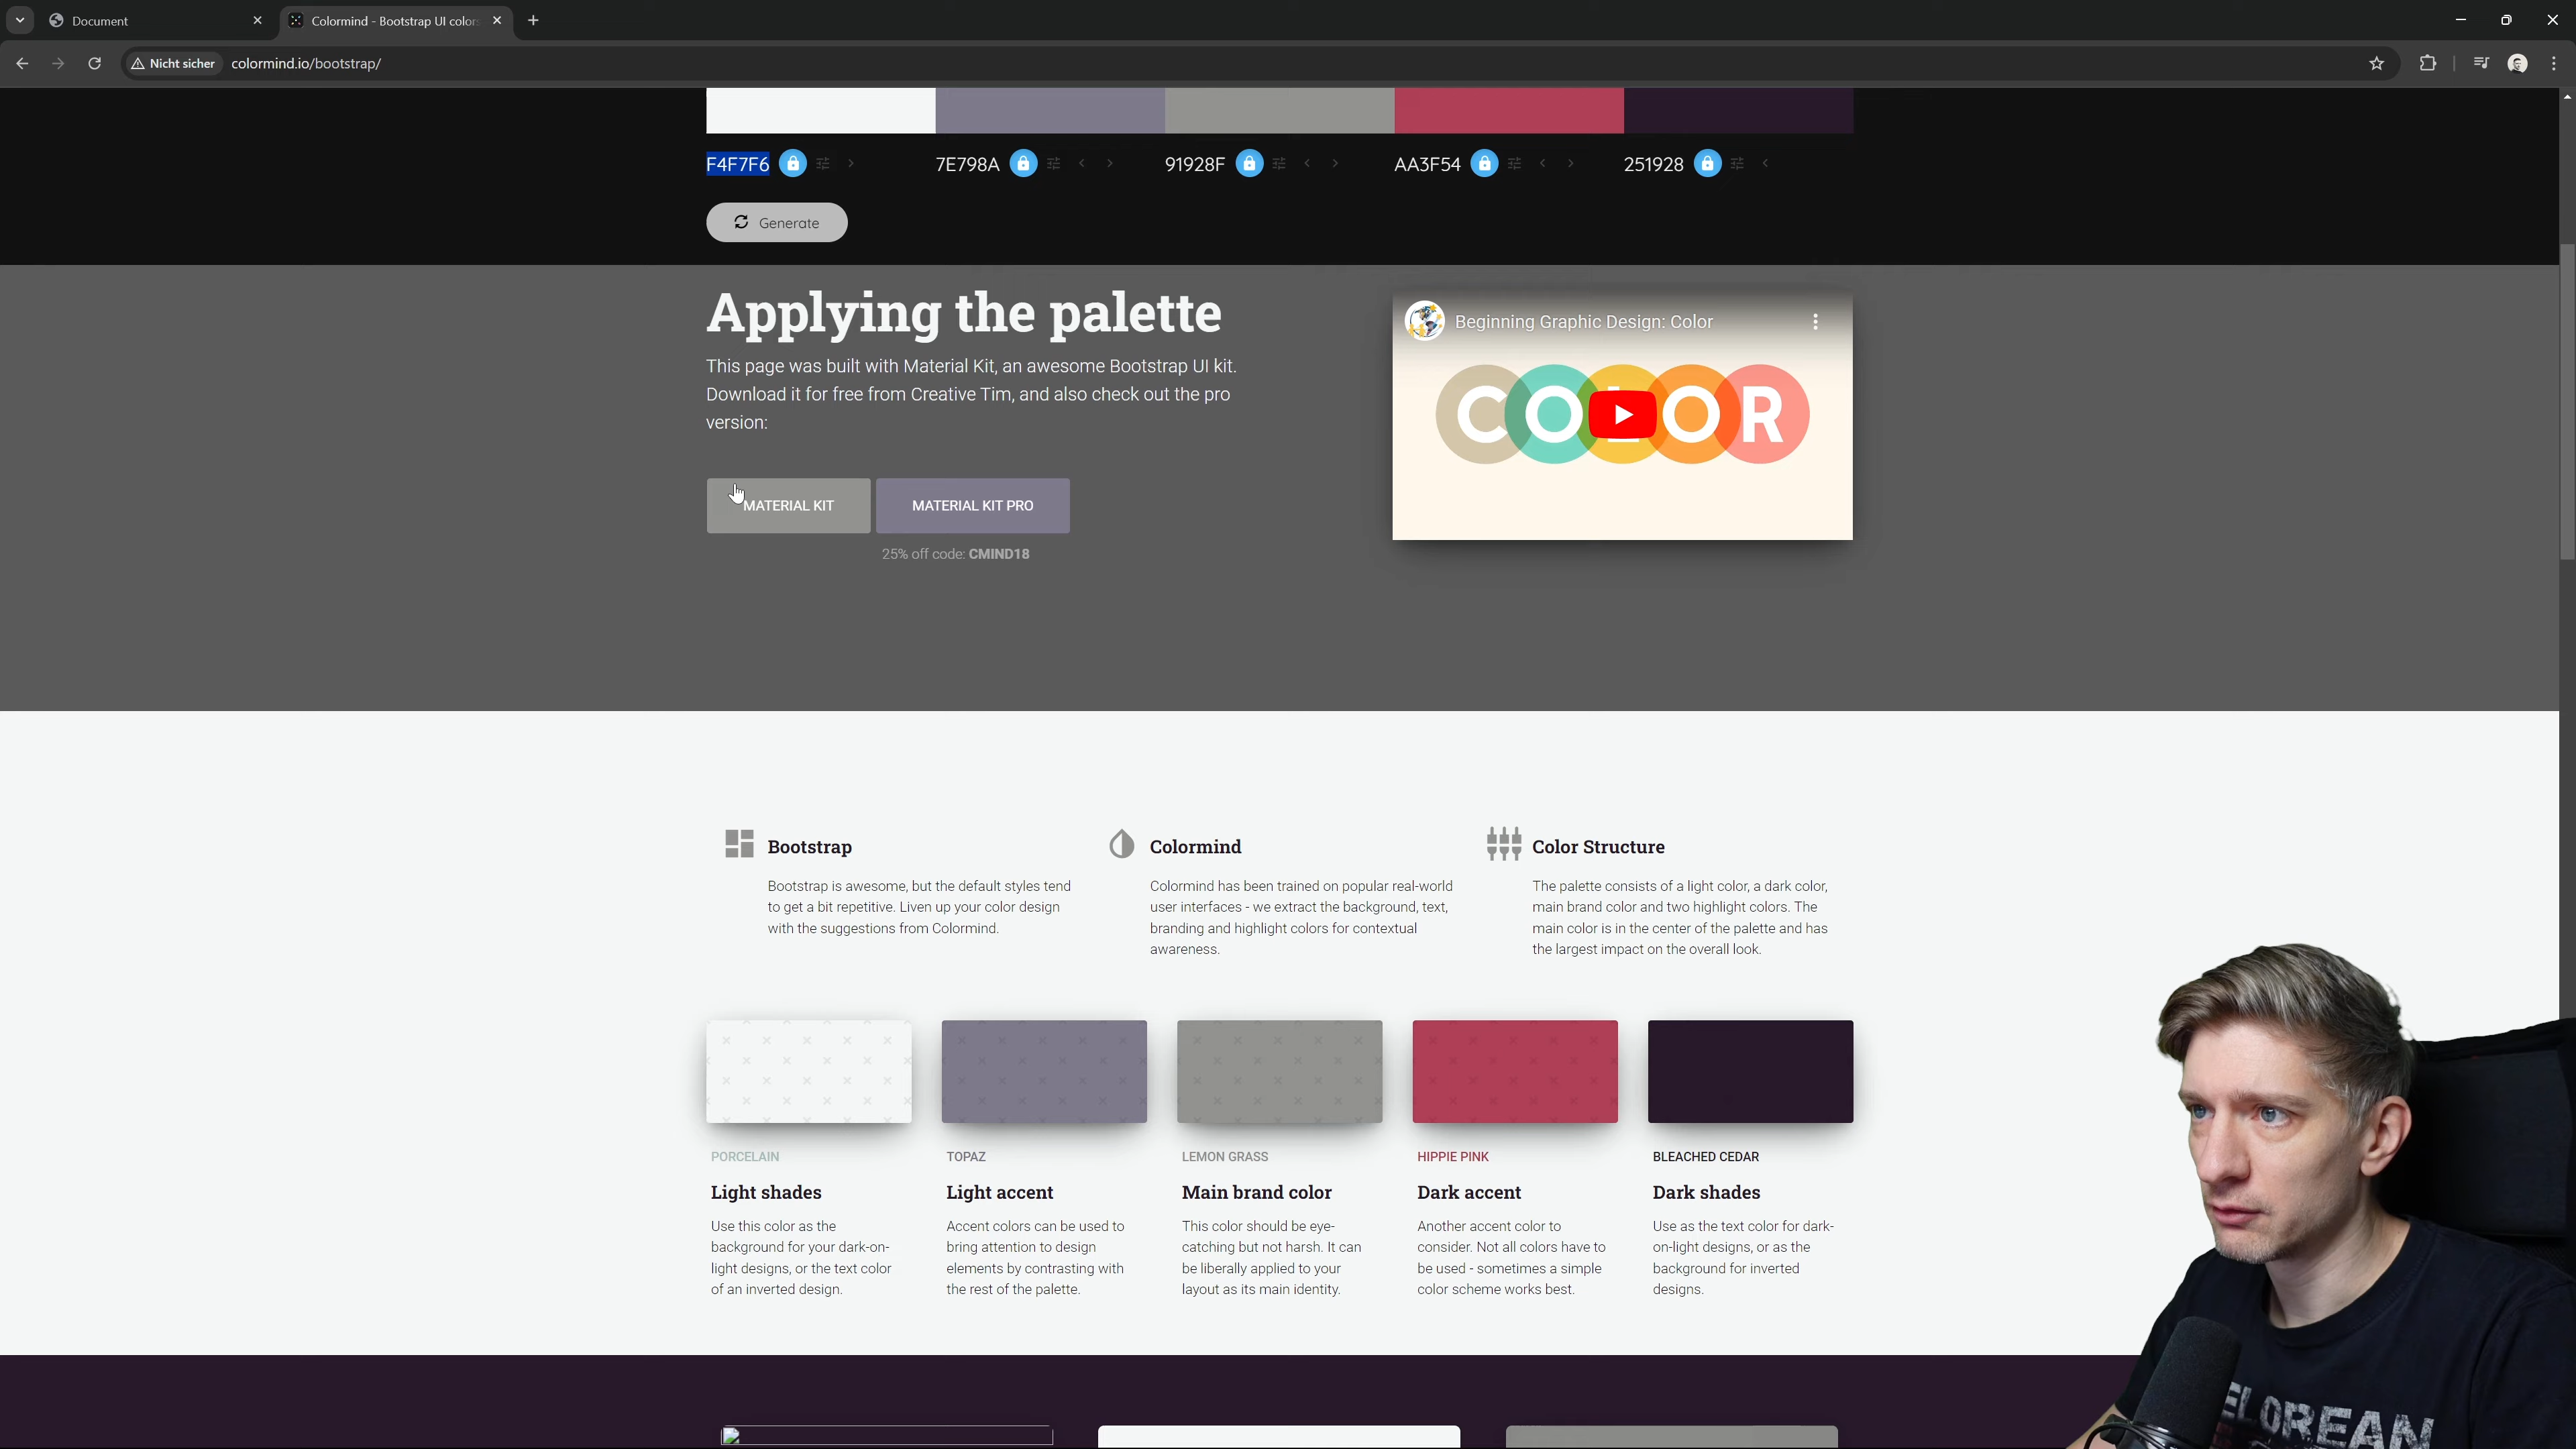 Document
Colormind - Bootstrap UI colors
Nicht sicher
colormind.io/bootstrap/
F4F7F6
7E798A
91928F
AA3F54
251928
Generate
Applying the palette
This page was built with Material Kit, an awesome Bootstrap UI kit.
Download it for free from Creative Tim, and also check out the pro
version:
MATERIAL KIT
MATERIAL KIT PRO
25% off code: CMIND18
Beginning Graphic Design: Color
COLOR
Bootstrap
Bootstrap is awesome, but the default styles tend
to get a bit repetitive. Liven up your color design
with the suggestions from Colormind.
Colormind
Colormind has been trained on popular real-world
user interfaces - we extract the background, text,
branding and highlight colors for contextual
awareness.
Color Structure
The palette consists of a light color, a dark color,
main brand color and two highlight colors. The
main color is in the center of the palette and has
the largest impact on the overall look.
PORCELAIN
Light shades
Use this color as the
background for your dark-on-
light designs, or the text color
of an inverted design.
TOPAZ
Light accent
Accent colors can be used to
bring attention to design
elements by contrasting with
the rest of the palette.
LEMON GRASS
Main brand color
This color should be eye-
catching but not harsh. It can
be liberally applied to your
layout as its main identity.
HIPPIE PINK
Dark accent
Another accent color to
consider. Not all colors have to
be used - sometimes a simple
color scheme works best.
BLEACHED CEDAR
Dark shades
Use as the text color for dark-
on-light designs, or as the
background for inverted
designs.
ELOREAN